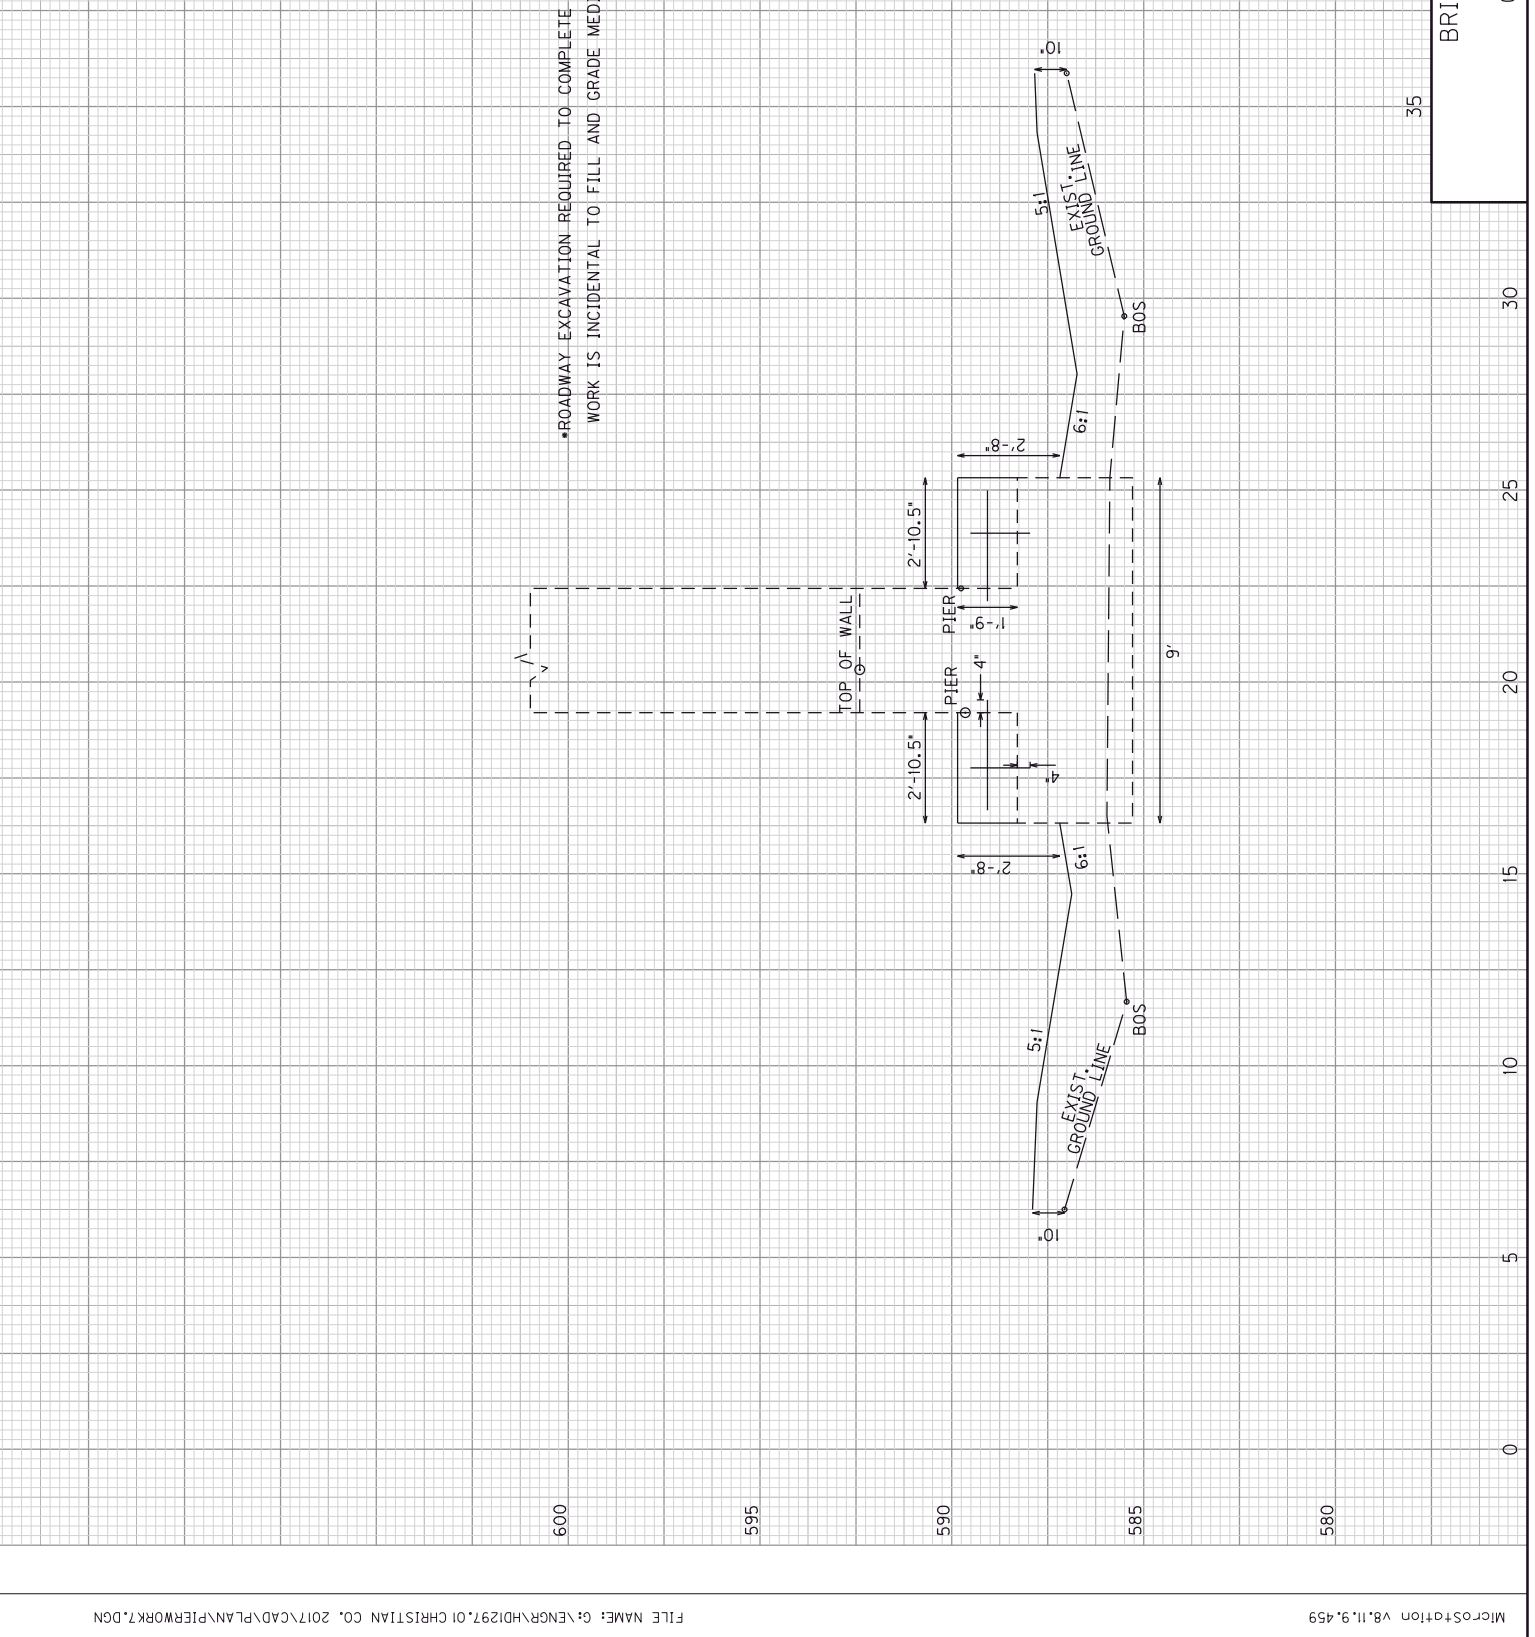 *ROADWAY EXCAVATION REQUIRED TO COMPLETE
WORK IS INCIDENTAL TO FILL AND GRADE MED
600
595
590
585
580
0
5
10
15
20
25
30
35
10"
EXIST.
GROUND LINE
5:1
BOS
6:1
2'-8"
2'-10.5"
4"
4"
PIER
TOP OF WALL
PIER
1'-9"
2'-10.5"
9'
2'-8"
6:1
BOS
5:1
EXIST.
GROUND LINE
10"
BRI
FILE NAME: G:\ENGR\HD1297.01 CHRISTIAN CO. 2017\CAD\PLAN\PIERWORK7.DGN
MicroStation v8.11.9.459